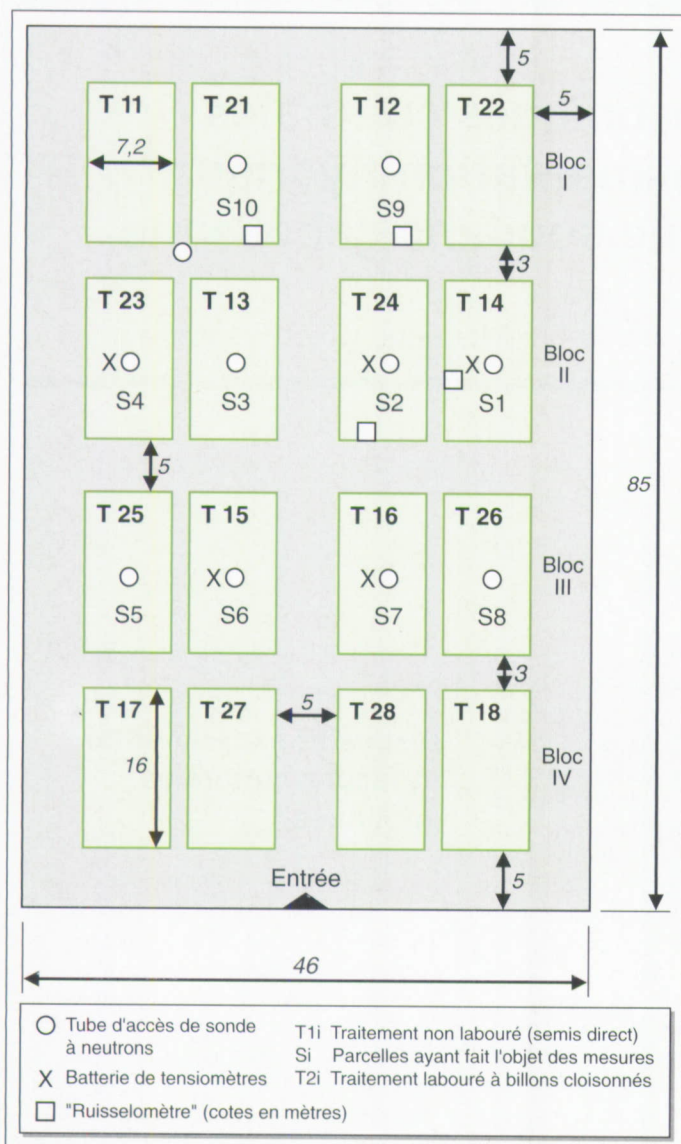 5
T 11 T 21 T 12 T 22 5
7,2
Bloc
I
S10 S9
3
T 23 T 13 T 24 T 14
Bloc
II
X X X
S4 S3 S2 S1
5
85
T 25 T 15 T 16 T 26
Bloc
III
X X
S5 S6 S7 S8
3
T 17 T 27 5 T 28 T 18
16
Bloc
IV
Entrée
5
46
Tube d'accès de sonde
à neutrons
X Batterie de tensiomètres
"Ruisselomètre" (cotes en mètres)
T1i Traitement non labouré (semis direct)
Si Parcelles ayant fait l'objet des mesures
T2i Traitement labouré à billons cloisonnés